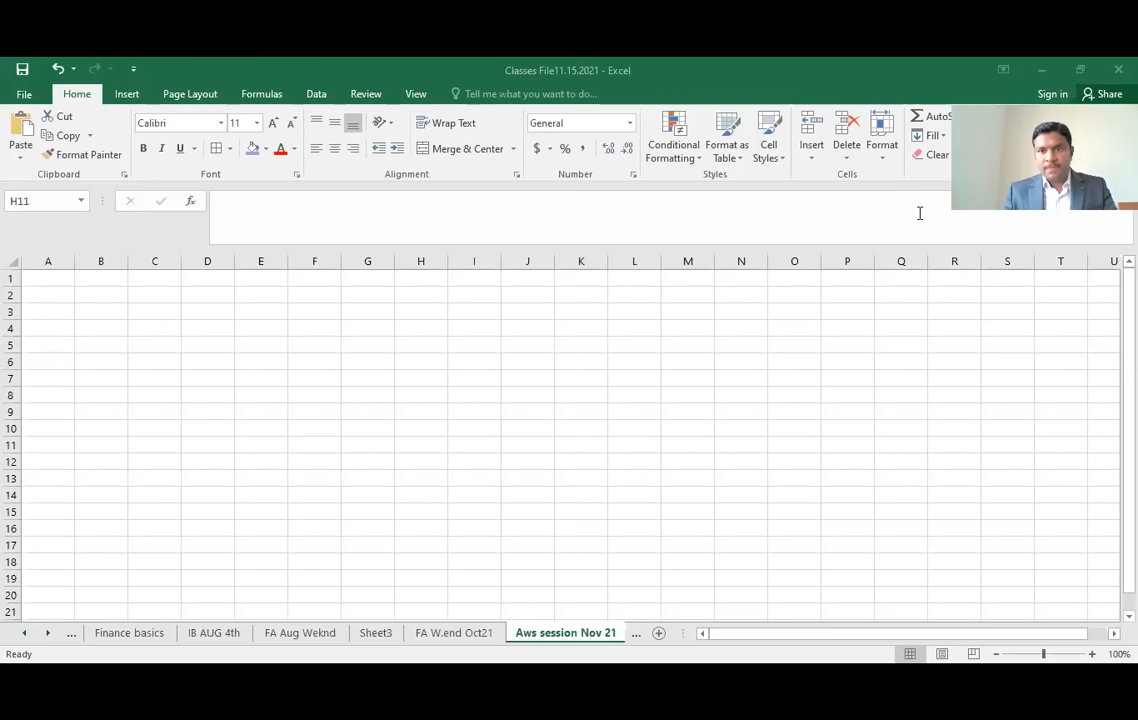 Classes File11.15.2021 - Excel
File Home Insert Page Layout Formulas Data Review View Tell me what you want to do... Sign in Share
Paste Cut Copy Format Painter Clipboard
Calibri 11 A A B I U A Font
Wrap Text Merge & Center Alignment
General $ % , Number
Conditional Formatting Format as Table Cell Styles Styles
Insert Delete Format Cells
AutoS Fill Clear
H11 fx
A B C D E F G H I J K L M N O P Q R S T U
1
2
3
4
5
6
7
8
9
10
11
12
13
14
15
16
17
18
19
20
21
... Finance basics IB AUG 4th FA Aug Weknd Sheet3 FA W.end Oct21 Aws session Nov 21 ...
Ready 100%